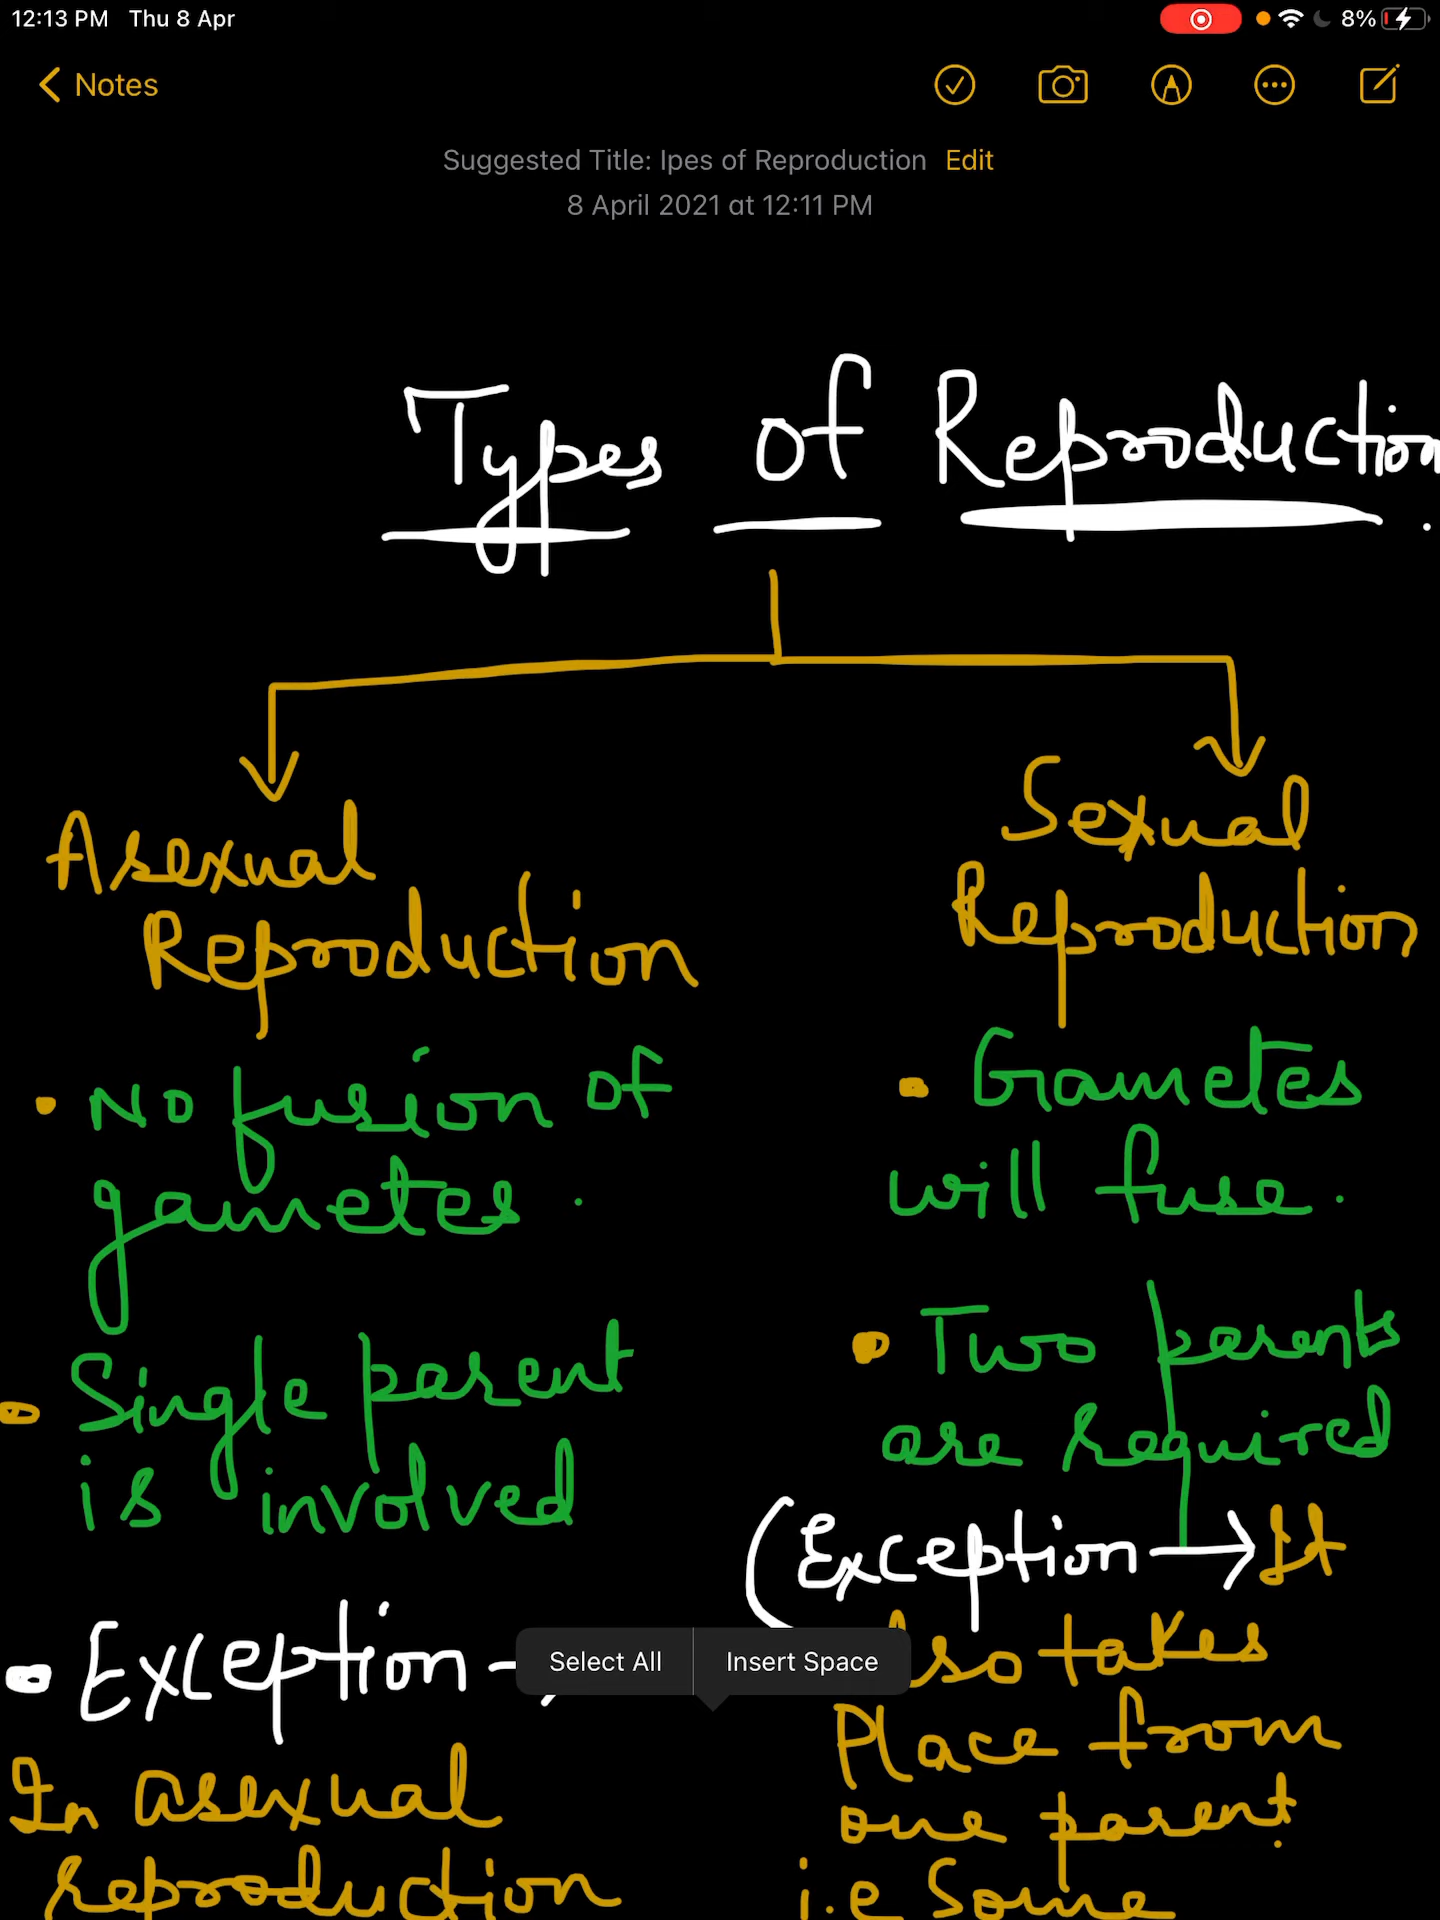 12:13 PM Thu 8 Apr
8%
Notes
Suggested Title: Ipes of Reproduction Edit
8 April 2021 at 12:11 PM
Types of Reproduction.
Asexual
Reproduction
• No fusion of
gametes.
• Single parent
is involved
• Exception →
In asexual
reproduction
Sexual
Reproduction
• Gametes
will fuse.
• Two parents
are required
(Exception → It
also takes
Place from
one parent.
i.e Some
Select All Insert Space